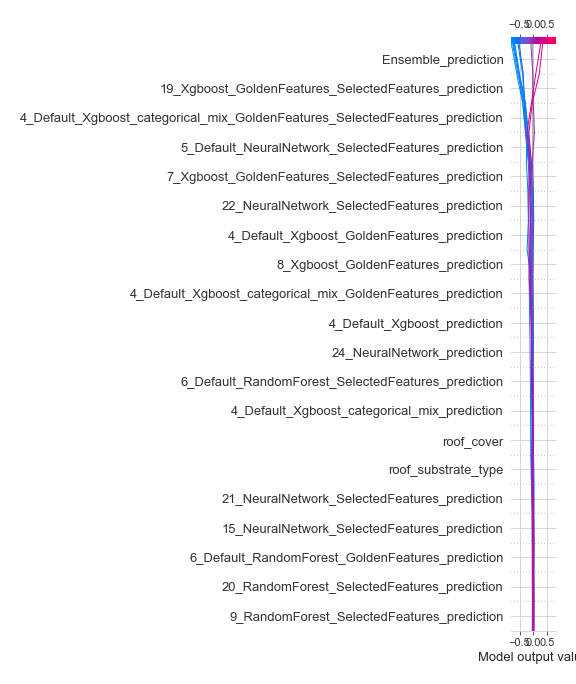 −0.5 0.0 0.5
Ensemble_prediction
19_Xgboost_GoldenFeatures_SelectedFeatures_prediction
4_Default_Xgboost_categorical_mix_GoldenFeatures_SelectedFeatures_prediction
5_Default_NeuralNetwork_SelectedFeatures_prediction
7_Xgboost_GoldenFeatures_SelectedFeatures_prediction
22_NeuralNetwork_SelectedFeatures_prediction
4_Default_Xgboost_GoldenFeatures_prediction
8_Xgboost_GoldenFeatures_prediction
4_Default_Xgboost_categorical_mix_GoldenFeatures_prediction
4_Default_Xgboost_prediction
24_NeuralNetwork_prediction
6_Default_RandomForest_SelectedFeatures_prediction
4_Default_Xgboost_categorical_mix_prediction
roof_cover
roof_substrate_type
21_NeuralNetwork_SelectedFeatures_prediction
15_NeuralNetwork_SelectedFeatures_prediction
6_Default_RandomForest_GoldenFeatures_prediction
20_RandomForest_SelectedFeatures_prediction
9_RandomForest_SelectedFeatures_prediction
−0.5 0.0 0.5
Model output valu